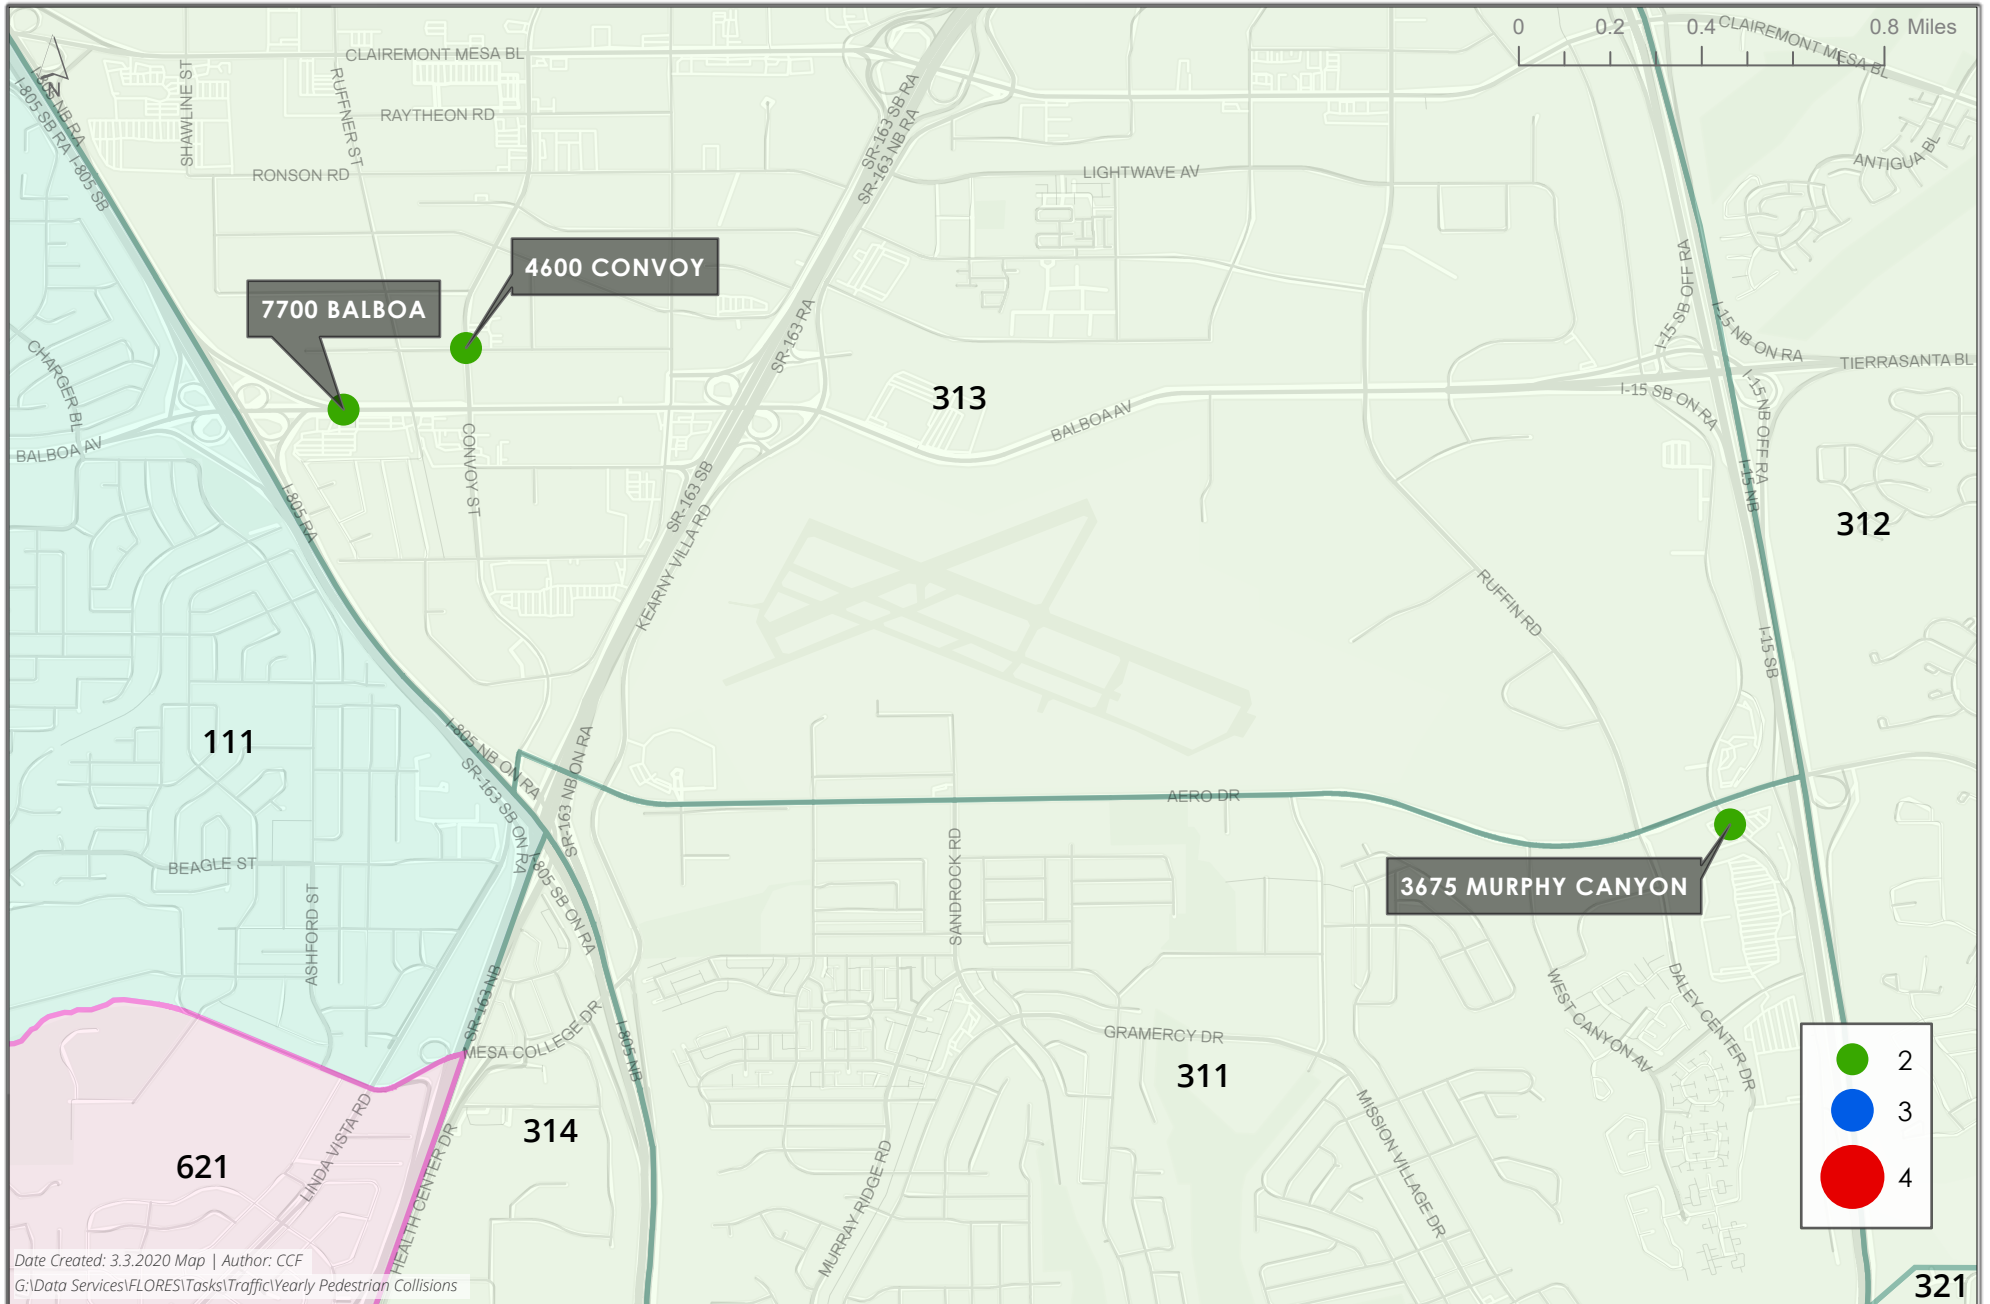 0 0.2 0.4 0.8 Miles
CLAIREMONT MESA BL
CLAIREMONT MESA BL
N
I-805 NB RA
I-805 SB RA
I-805 SB
SHAWLINE ST
RUFFNER ST
RAYTHEON RD
RONSON RD
SR-163 SB RA
SR-163 NB RA
LIGHTWAVE AV
ANTIGUA BL
4600 CONVOY
7700 BALBOA
SR-163 RA
I-15 SB OFF RA
I-15 NB ON RA
TIERRASANTA BL
CHARGER BL
313
I-15 SB ON RA
I-15 NB OFF RA
BALBOA AV
BALBOA AV
CONVOY ST
I-805 RA
SR-163 SB
KEARNY VILLA RD
I-15 NB
312
RUFFIN RD
I-15 SB
111
I-805 NB ON RA
SR-163 SB ON RA
SR-163 NB ON RA
AERO DR
BEAGLE ST
I-805 SB ON RA
SANDROCK RD
3675 MURPHY CANYON
ASHFORD ST
SR-163 NB
MESA COLLEGE DR
I-805 NB
GRAMERCY DR
WEST CANYON AV
DALEY CENTER DR
311
2
3
4
314
621
LINDA VISTA RD
HEALTH CENTER DR
MURRAY RIDGE RD
MISSION VILLAGE DR
321
Date Created: 3.3.2020 Map | Author: CCF
G:\Data Services\FLORES\Tasks\Traffic\Yearly Pedestrian Collisions